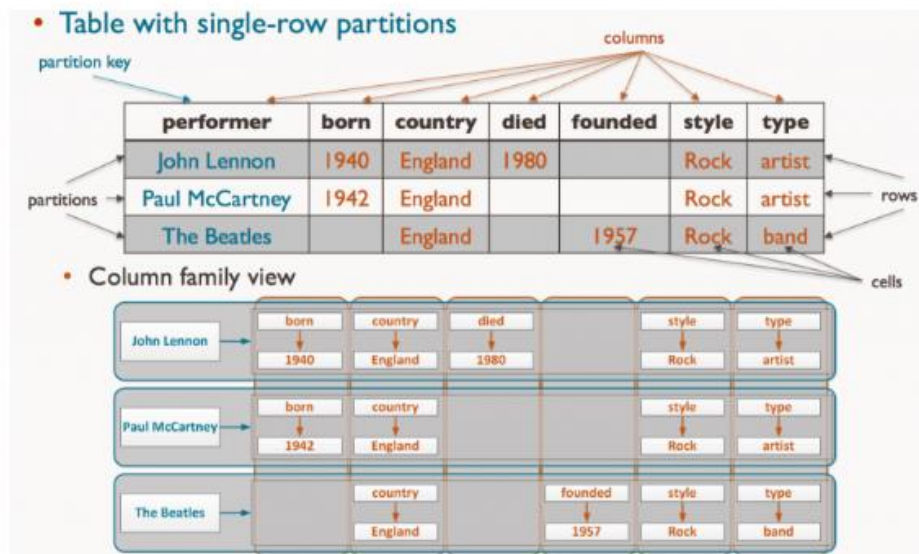 • Table with single-row partitions
columns
partition key
performer born country died founded style type
John Lennon 1940 England 1980 Rock artist
partitions Paul McCartney 1942 England Rock artist rows
The Beatles England 1957 Rock band
• Column family view
cells
born country died style type
John Lennon
1940 England 1980 Rock artist
born country style type
Paul McCartney
1942 England Rock artist
country founded style type
The Beatles
England 1957 Rock band